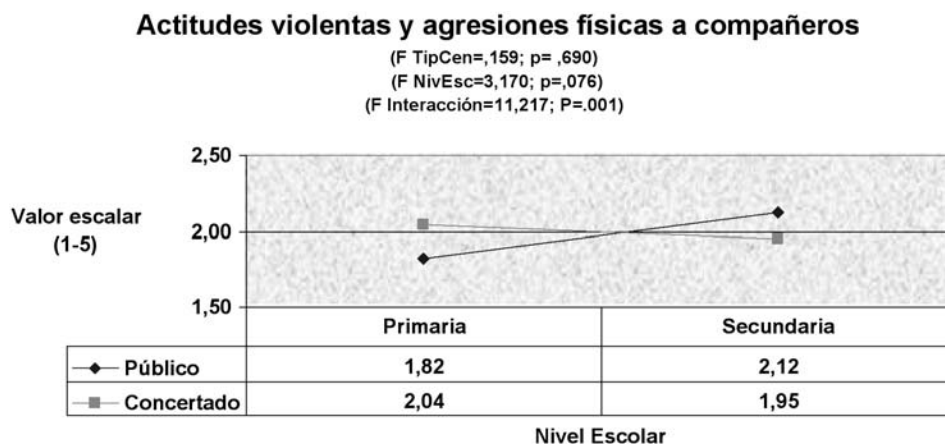 Actitudes violentas y agresiones físicas a compañeros
(F TipCen=,159; p= ,690)
(F NivEsc=3,170; p=,076)
(F Interacción=11,217; P=.001)
Valor escalar
(1-5)
2,50
2,00
1,50
Primaria Secundaria
Público 1,82 2,12
Concertado 2,04 1,95
Nivel Escolar